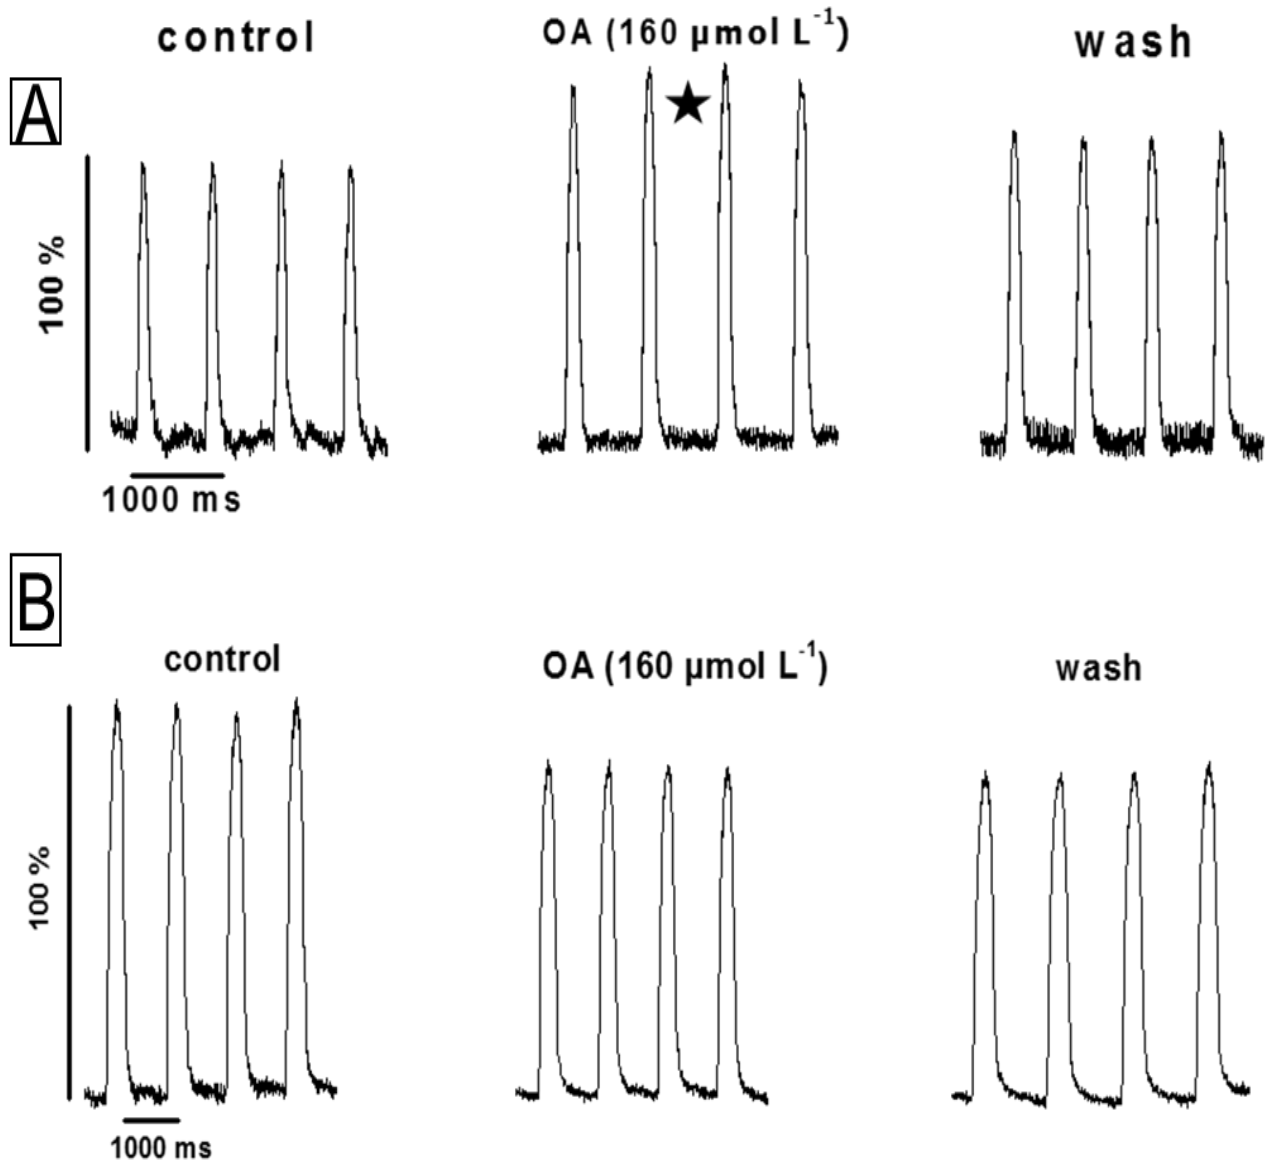 control
OA (160 µmol L⁻¹)
wash
A
100 %
1000 ms
B
control
OA (160 µmol L⁻¹)
wash
100 %
1000 ms